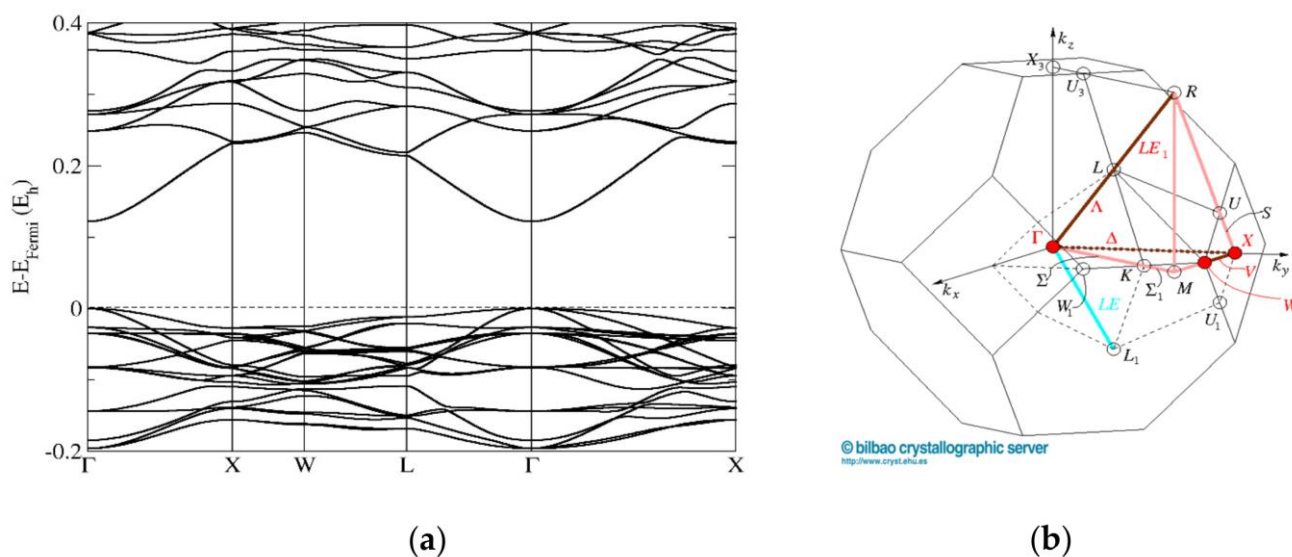 0.4
0.2
0
-0.2
E-E_Fermi (E_h)
Γ X W L Γ X
(a)
k_z
X_3
U_3
R
LE_1
L
Λ
U
S
Γ
Δ
X
k_y
Σ
K
Σ_1
M
V
k_x
W_1
LE
W
U_1
L_1
© bilbao crystallographic server
http://www.cryst.ehu.es
(b)